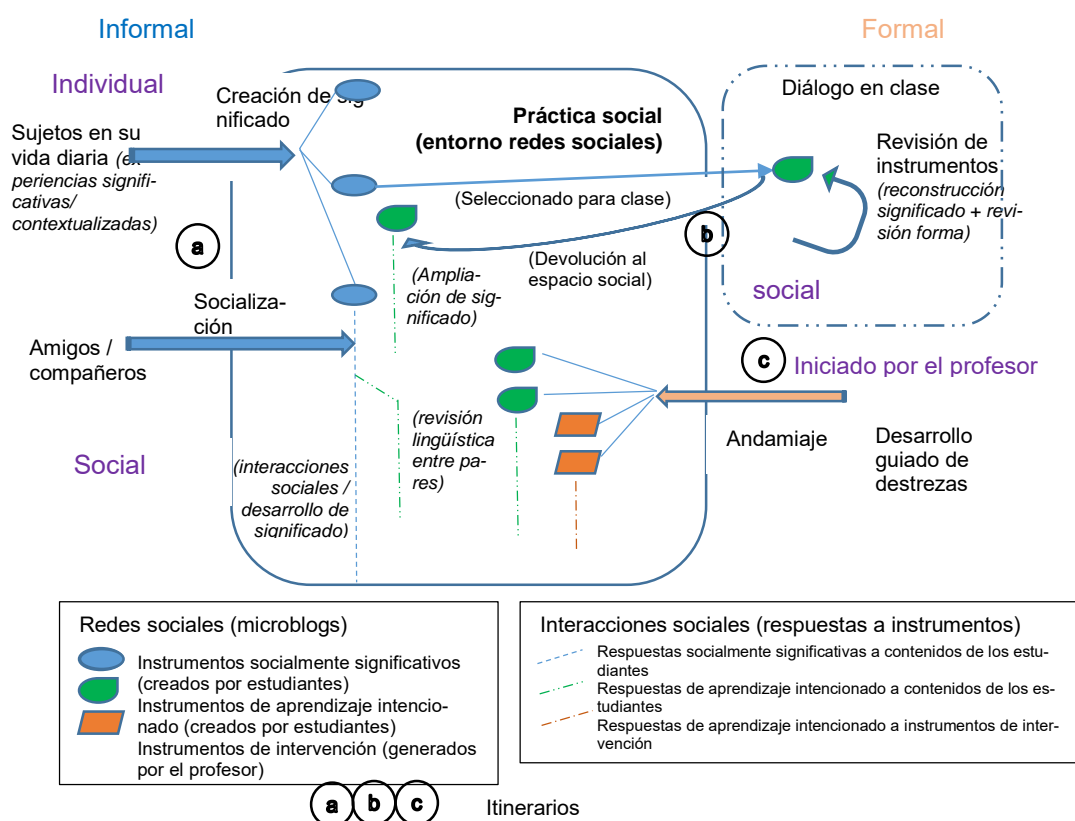 Informal
Formal
Individual
Creación de sig-
nificado
Diálogo en clase
Práctica social
(entorno redes sociales)
Sujetos en su
vida diaria (ex-
periencias signifi-
cativas/
contextualizadas)
Revisión de
instrumentos
(reconstrucción
significado + revi-
sión forma)
(Seleccionado para clase)
a
b
(Devolución al
espacio social)
(Amplia-
ción de sig-
nificado)
social
Socializa-
ción
Amigos /
compañeros
c
Iniciado por el profesor
(revisión
lingüística
entre pa-
res)
Andamiaje
Desarrollo
guiado de
destrezas
Social
(interacciones
sociales /
desarrollo de
significado)
Redes sociales (microblogs)
Instrumentos socialmente significativos
(creados por estudiantes)
Instrumentos de aprendizaje intencio-
nado (creados por estudiantes)
Instrumentos de intervención (generados
por el profesor)
Interacciones sociales (respuestas a instrumentos)
Respuestas socialmente significativas a contenidos de los estu-
diantes
Respuestas de aprendizaje intencionado a contenidos de los es-
tudiantes
Respuestas de aprendizaje intencionado a instrumentos de inter-
vención
a b c Itinerarios